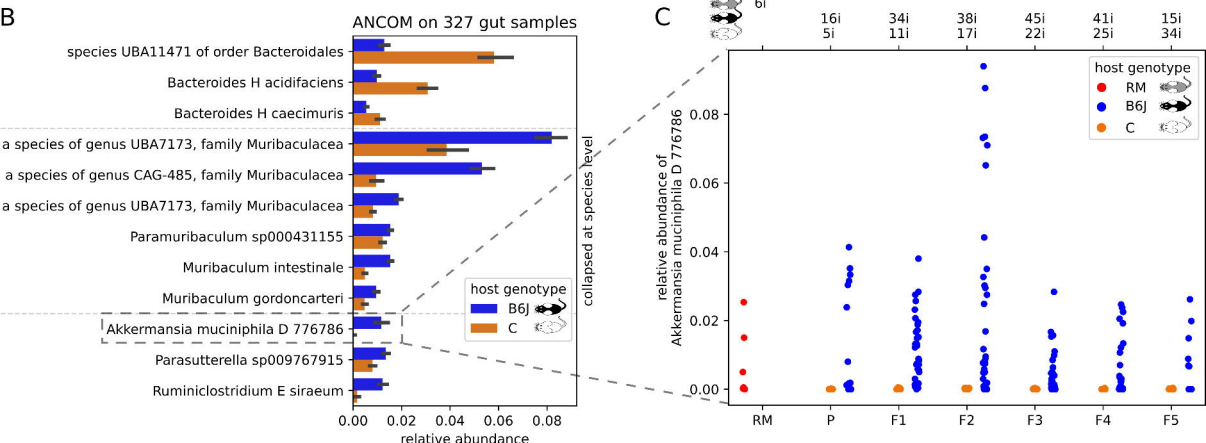 B
ANCOM on 327 gut samples
species UBA11471 of order Bacteroidales
Bacteroides H acidifaciens
Bacteroides H caecimuris
a species of genus UBA7173, family Muribaculacea
a species of genus CAG-485, family Muribaculacea
a species of genus UBA7173, family Muribaculacea
Paramuribaculum sp000431155
Muribaculum intestinale
Muribaculum gordoncarteri
Akkermansia muciniphila D 776786
Parasutterella sp009767915
Ruminiclostridium E siraeum
0.00 0.02 0.04 0.06 0.08
relative abundance
collapsed at species level
host genotype
B6J
C
C
6i
16i 34i 38i 45i 41i 15i
5i 11i 17i 22i 25i 34i
relative abundance of
Akkermansia muciniphila D 776786
0.08
0.06
0.04
0.02
0.00
host genotype
RM
B6J
C
RM P F1 F2 F3 F4 F5